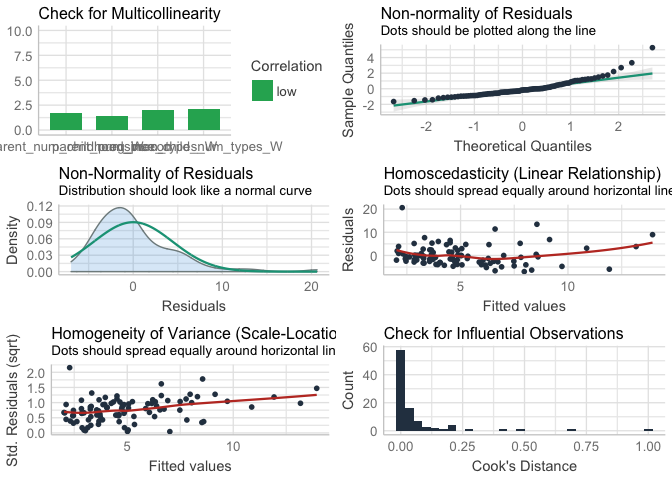 Check for Multicollinearity
10.0
7.5
5.0
2.5
0.0
Correlation
low
Non-normality of Residuals
Dots should be plotted along the line
Sample Quantiles
4
2
0
-2
-2 -1 0 1 2
Theoretical Quantiles
Non-Normality of Residuals
Distribution should look like a normal curve
Density
0.12
0.09
0.06
0.03
0.00
0 10 20
Residuals
Homoscedasticity (Linear Relationship)
Dots should spread equally around horizontal line
Residuals
20
10
0
5 10
Fitted values
Homogeneity of Variance (Scale-Locatio
Dots should spread equally around horizontal lin
Std. Residuals (sqrt)
2.0
1.5
1.0
0.5
0.0
5 10
Fitted values
Check for Influential Observations
Count
60
40
20
0
0.00 0.25 0.50 0.75 1.00
Cook's Distance